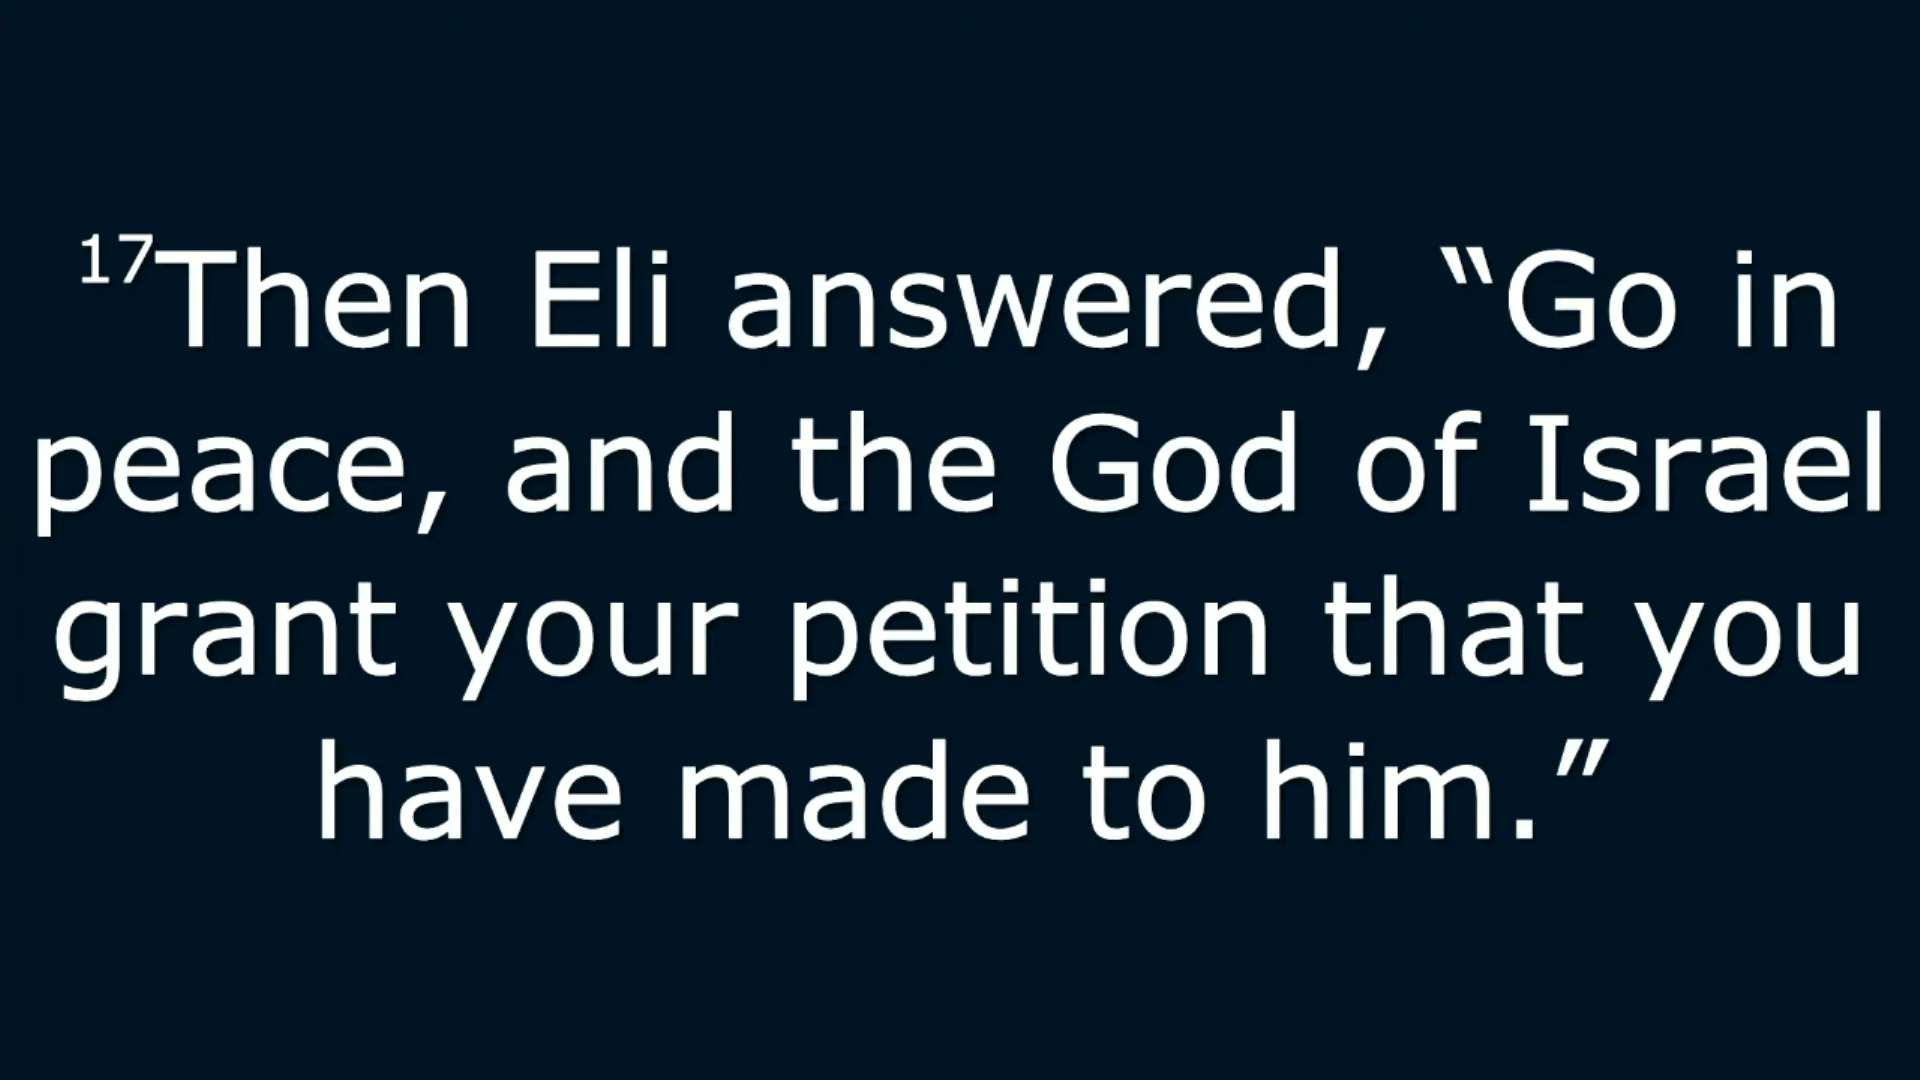 17Then Eli answered, “Go in
peace, and the God of Israel
grant your petition that you
have made to him.”